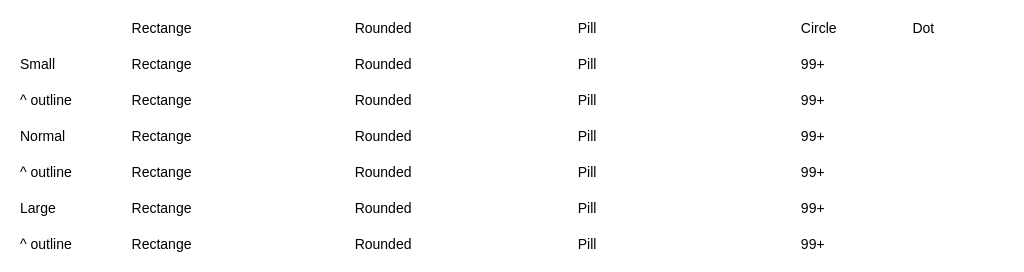 Rectange Rounded Pill Circle Dot
Small Rectange Rounded Pill 99+
^ outline Rectange Rounded Pill 99+
Normal Rectange Rounded Pill 99+
^ outline Rectange Rounded Pill 99+
Large Rectange Rounded Pill 99+
^ outline Rectange Rounded Pill 99+